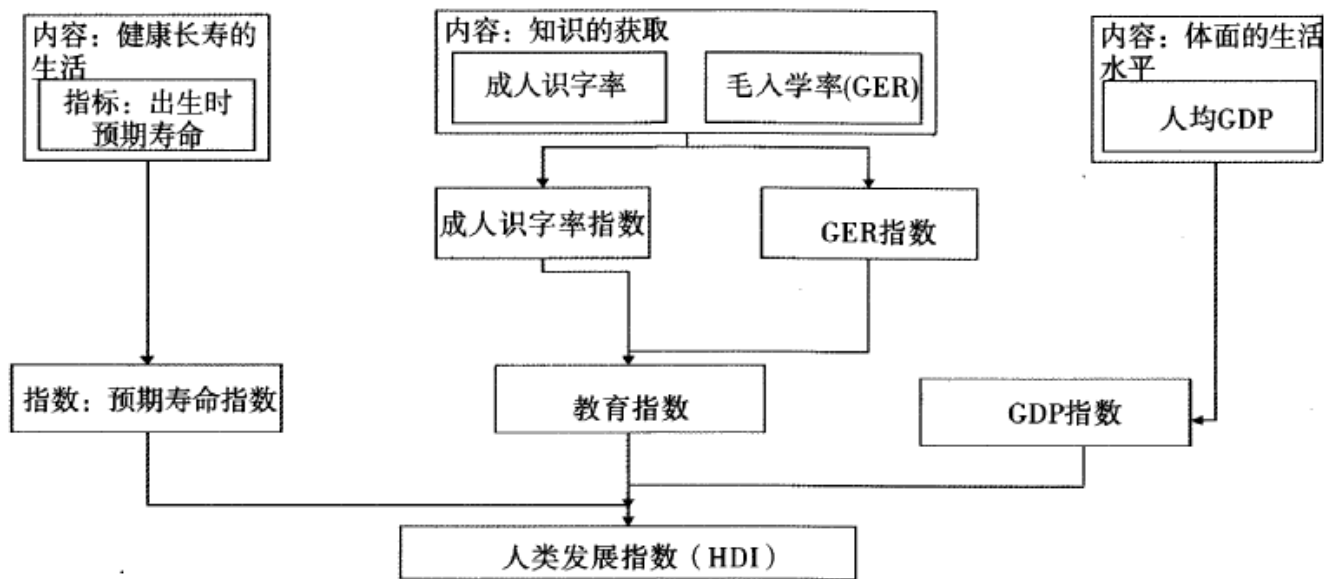 内容：健康长寿的
生活
指标：出生时
预期寿命
内容：知识的获取
成人识字率
毛入学率(GER)
内容：体面的生活
水平
人均GDP
成人识字率指数
GER指数
指数：预期寿命指数
教育指数
GDP指数
人类发展指数（HDI）